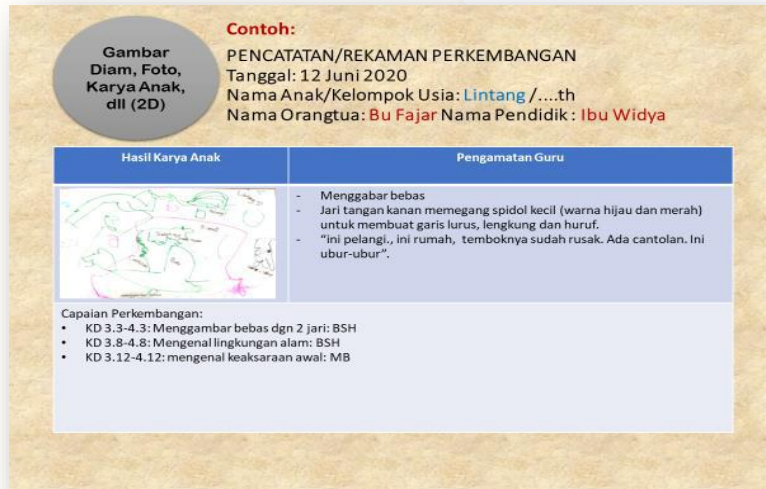 Gambar
Diam, Foto,
Karya Anak,
dll (2D)
Contoh:
PENCATATAN/REKAMAN PERKEMBANGAN
Tanggal: 12 Juni 2020
Nama Anak/Kelompok Usia: Lintang /....th
Nama Orangtua: Bu Fajar Nama Pendidik : Ibu Widya
Hasil Karya Anak
Pengamatan Guru
- Menggabar bebas
- Jari tangan kanan memegang spidol kecil (warna hijau dan merah)
untuk membuat garis lurus, lengkung dan huruf.
- "ini pelangi., ini rumah, temboknya sudah rusak. Ada cantolan. Ini
ubur-ubur".
Capaian Perkembangan:
• KD 3.3-4.3: Menggambar bebas dgn 2 jari: BSH
• KD 3.8-4.8: Mengenal lingkungan alam: BSH
• KD 3.12-4.12: mengenal keaksaraan awal: MB